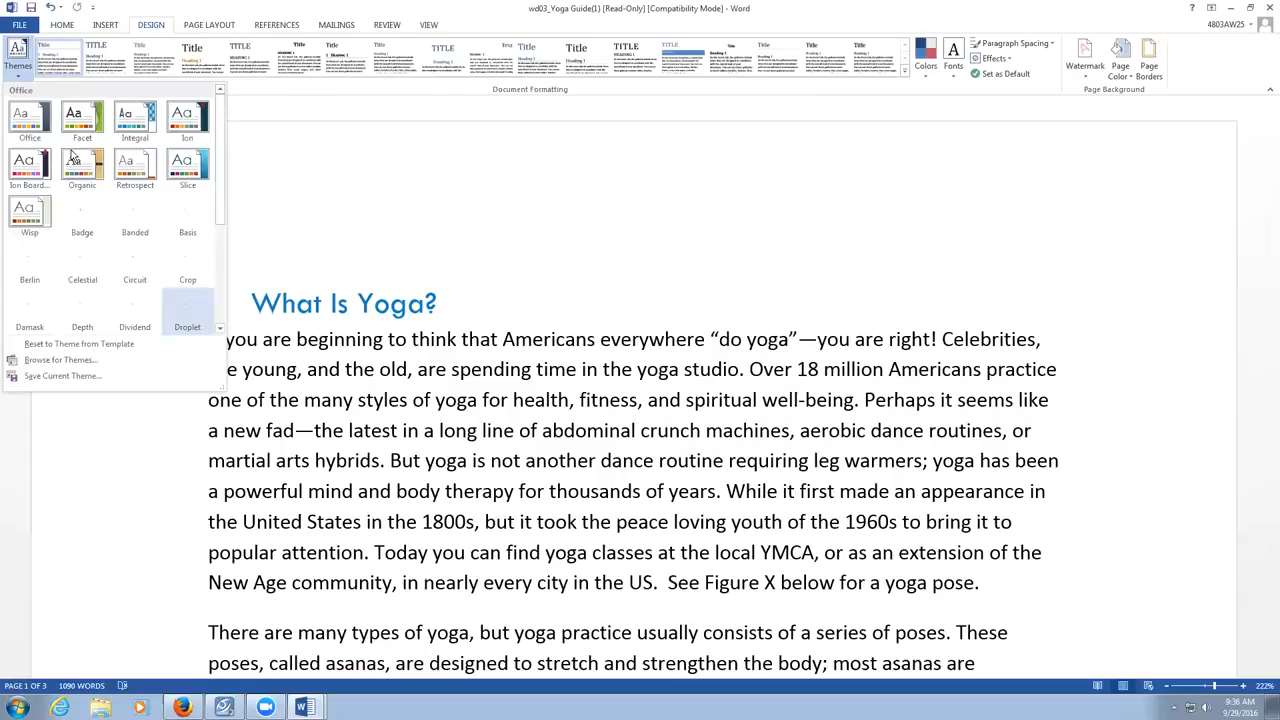 wd03_Yoga Guide(1) [Read-Only] [Compatibility Mode] - Word
FILE HOME INSERT DESIGN PAGE LAYOUT REFERENCES MAILINGS REVIEW VIEW 4803AW25
Themes
Colors Fonts
Paragraph Spacing
Effects
Set as Default
Watermark Page Color Page Borders
Document Formatting Page Background
Office
Office Facet Integral Ion
Ion Board... Organic Retrospect Slice
Wisp Badge Banded Basis
Berlin Celestial Circuit Crop
Damask Depth Dividend Droplet
Reset to Theme from Template
Browse for Themes...
Save Current Theme...
What Is Yoga?
you are beginning to think that Americans everywhere “do yoga”—you are right! Celebrities,
e young, and the old, are spending time in the yoga studio. Over 18 million Americans practice
one of the many styles of yoga for health, fitness, and spiritual well-being. Perhaps it seems like
a new fad—the latest in a long line of abdominal crunch machines, aerobic dance routines, or
martial arts hybrids. But yoga is not another dance routine requiring leg warmers; yoga has been
a powerful mind and body therapy for thousands of years. While it first made an appearance in
the United States in the 1800s, but it took the peace loving youth of the 1960s to bring it to
popular attention. Today you can find yoga classes at the local YMCA, or as an extension of the
New Age community, in nearly every city in the US.  See Figure X below for a yoga pose.
There are many types of yoga, but yoga practice usually consists of a series of poses. These
poses, called asanas, are designed to stretch and strengthen the body; most asanas are
PAGE 1 OF 3 1090 WORDS 222%
9:36 AM
9/29/2016